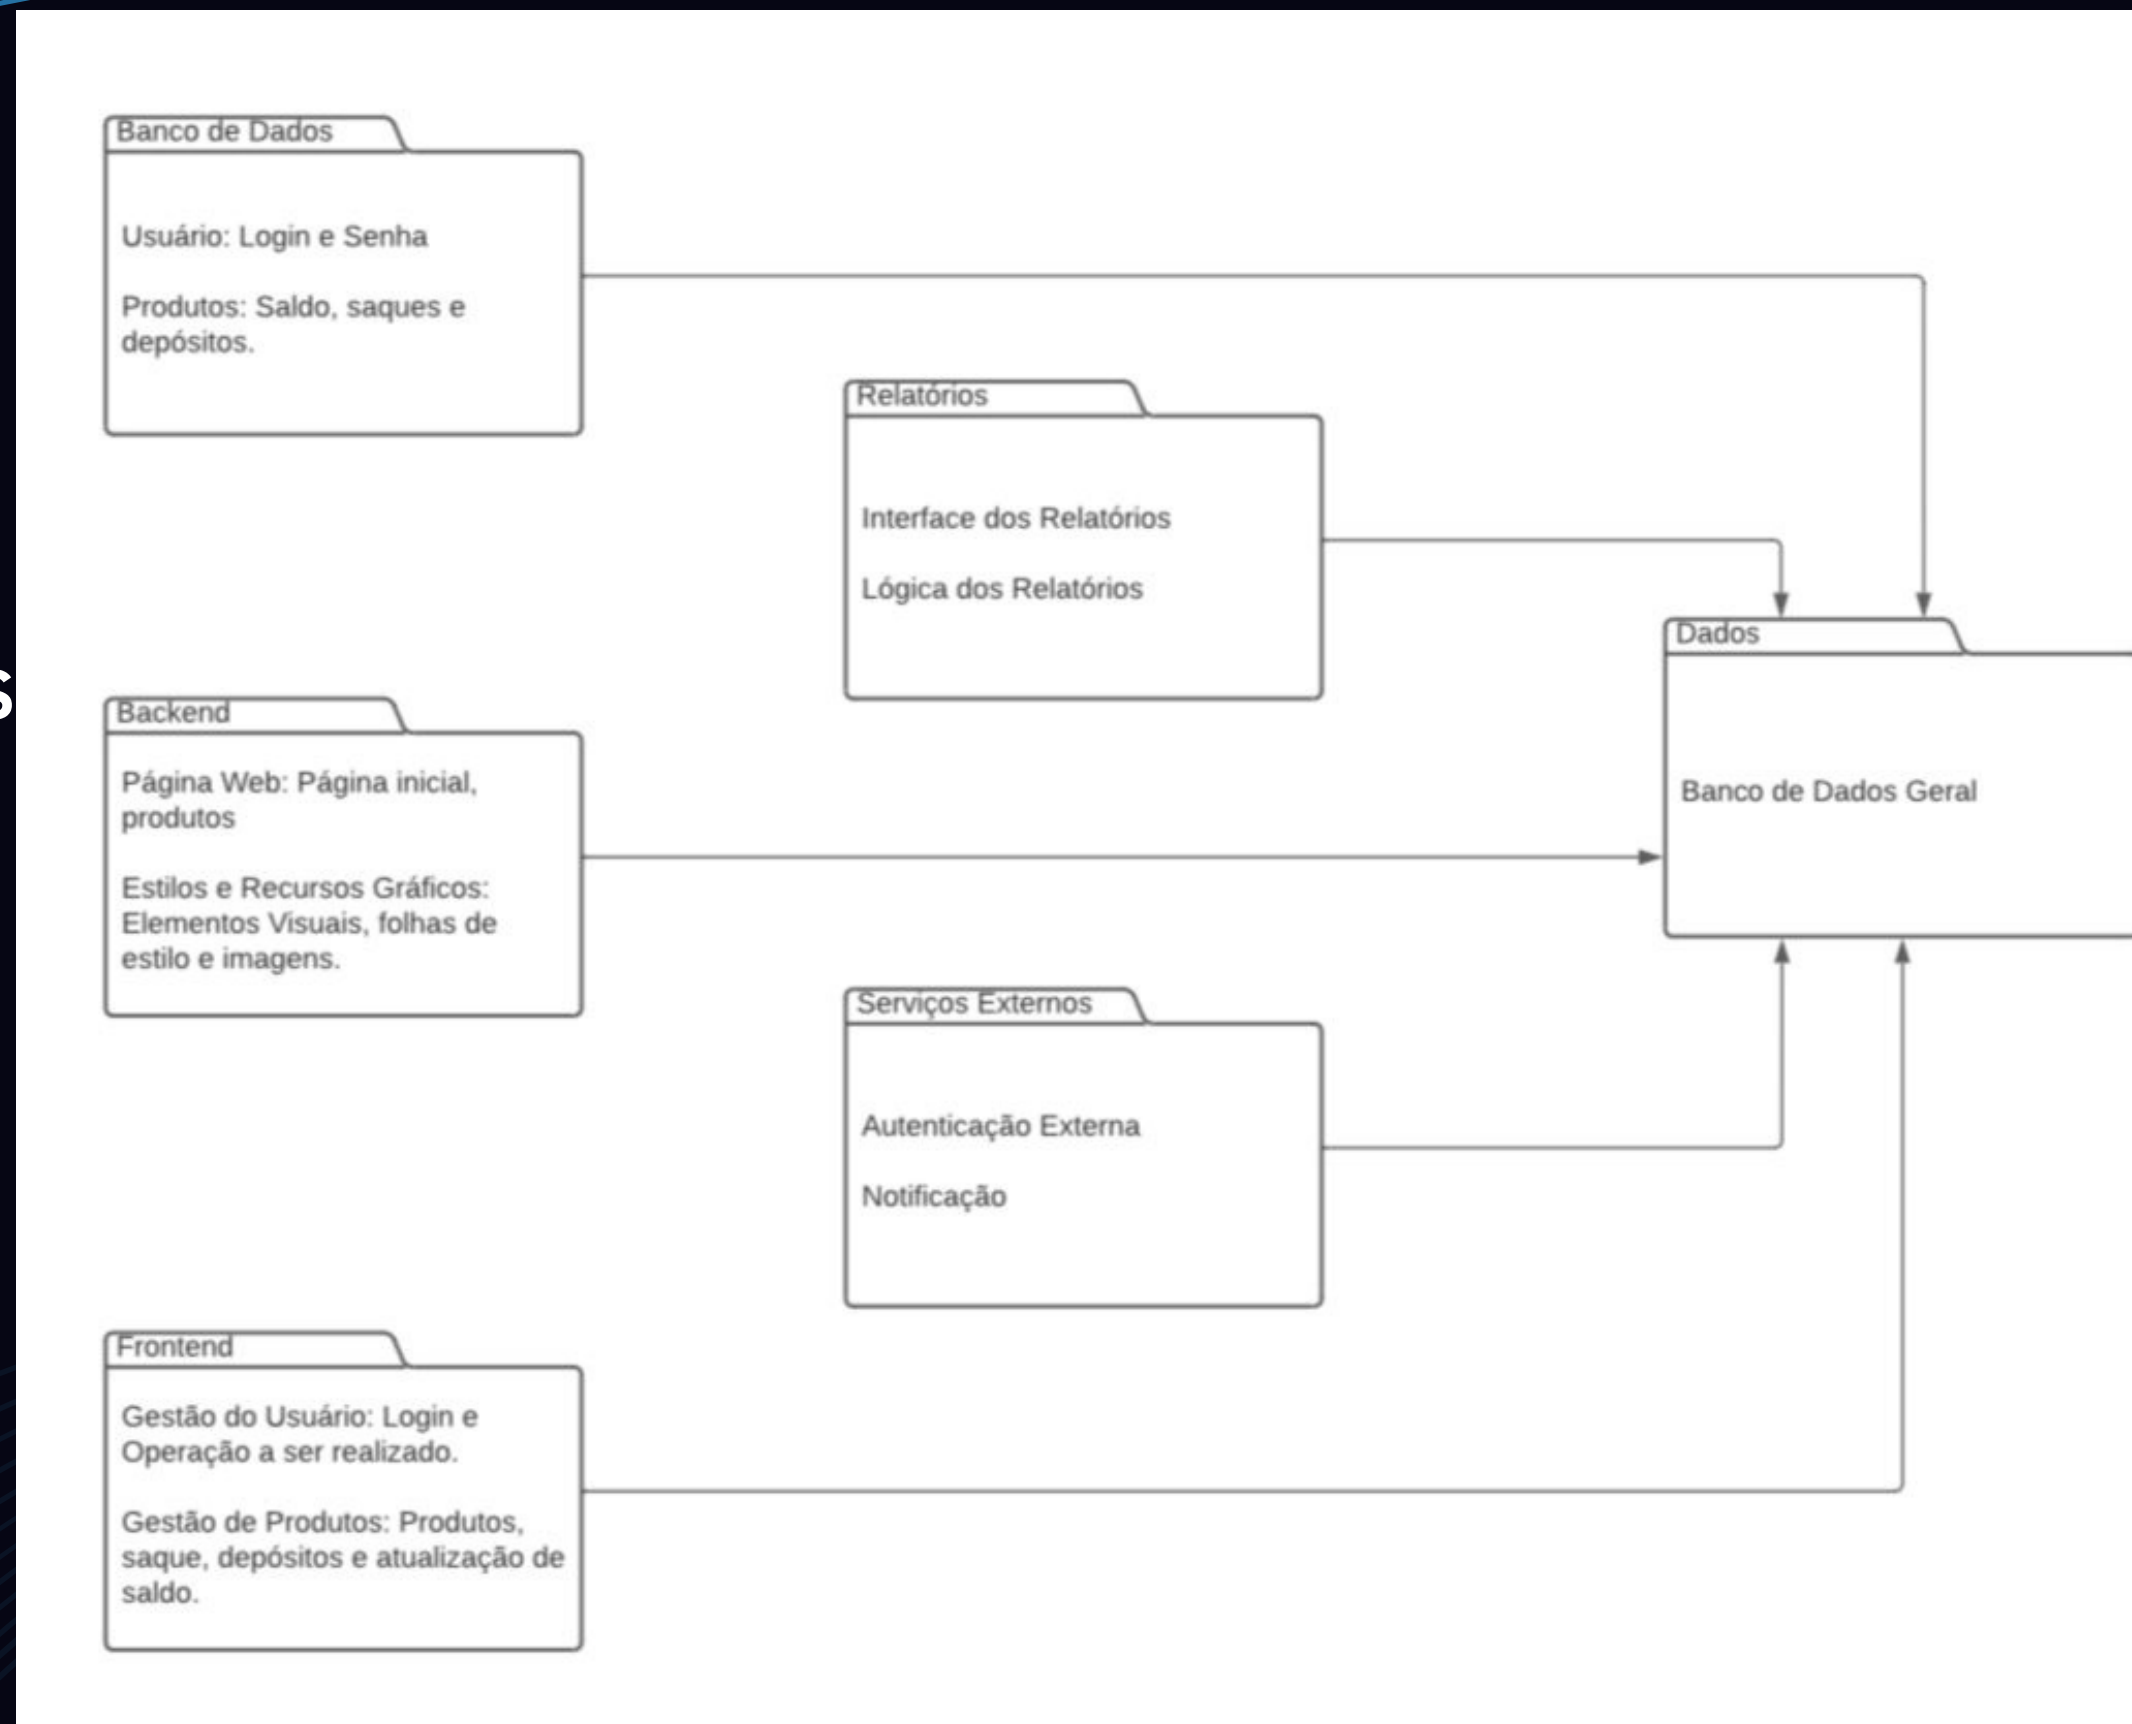 Banco de Dados
Usuário: Login e Senha
Produtos: Saldo, saques e
depósitos.
Relatórios
Interface dos Relatórios
Lógica dos Relatórios
Dados
Banco de Dados Geral
Backend
Página Web: Página inicial,
produtos
Estilos e Recursos Gráficos:
Elementos Visuais, folhas de
estilo e imagens.
Serviços Externos
Autenticação Externa
Notificação
Frontend
Gestão do Usuário: Login e
Operação a ser realizado.
Gestão de Produtos: Produtos,
saque, depósitos e atualização de
saldo.